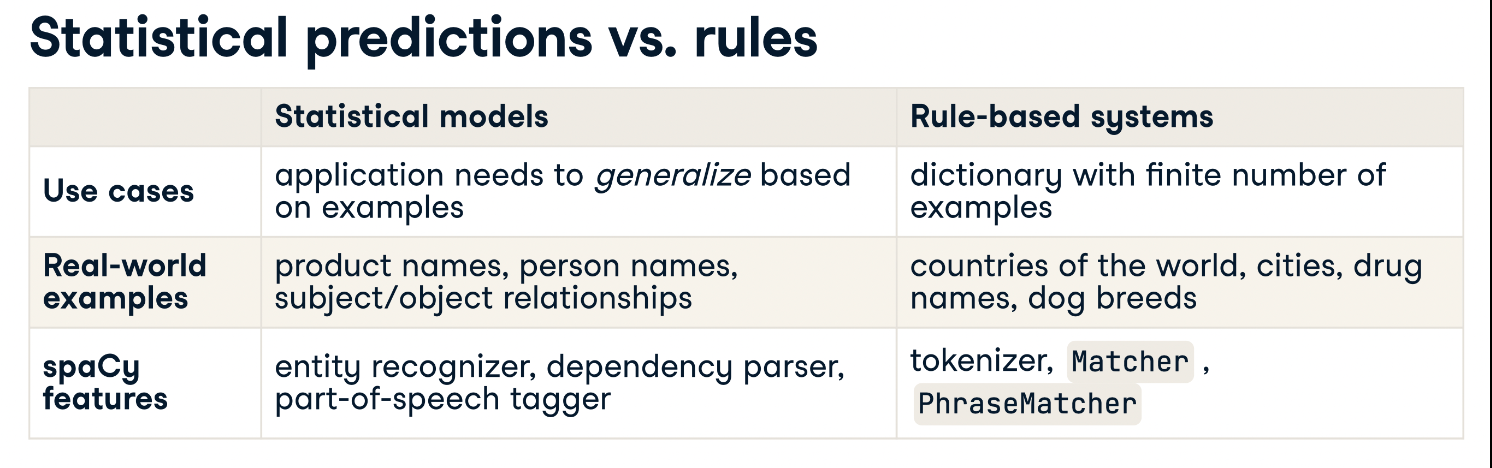 Statistical predictions vs. rules
Statistical models
Rule-based systems
Use cases
application needs to generalize based
on examples
dictionary with finite number of
examples
Real-world
examples
product names, person names,
subject/object relationships
countries of the world, cities, drug
names, dog breeds
spaCy
features
entity recognizer, dependency parser,
part-of-speech tagger
tokenizer, Matcher ,
PhraseMatcher